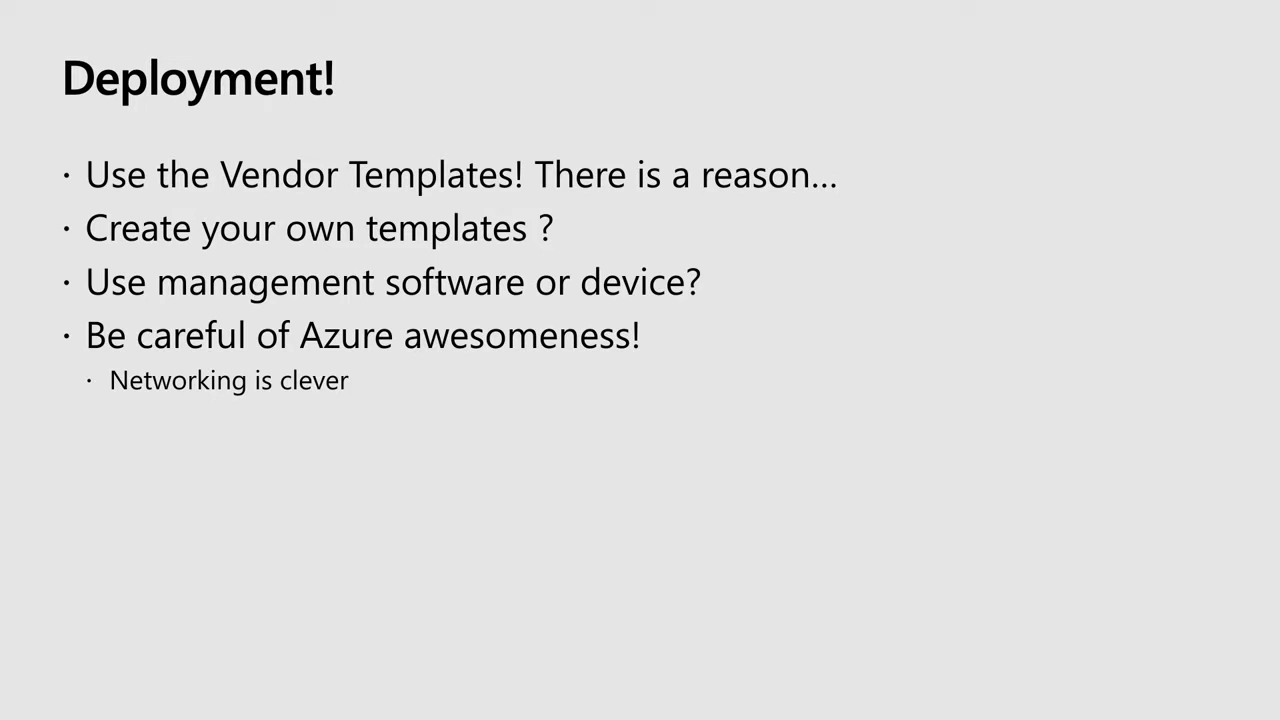 Deployment!
· Use the Vendor Templates! There is a reason...
· Create your own templates ?
· Use management software or device?
· Be careful of Azure awesomeness!
· Networking is clever